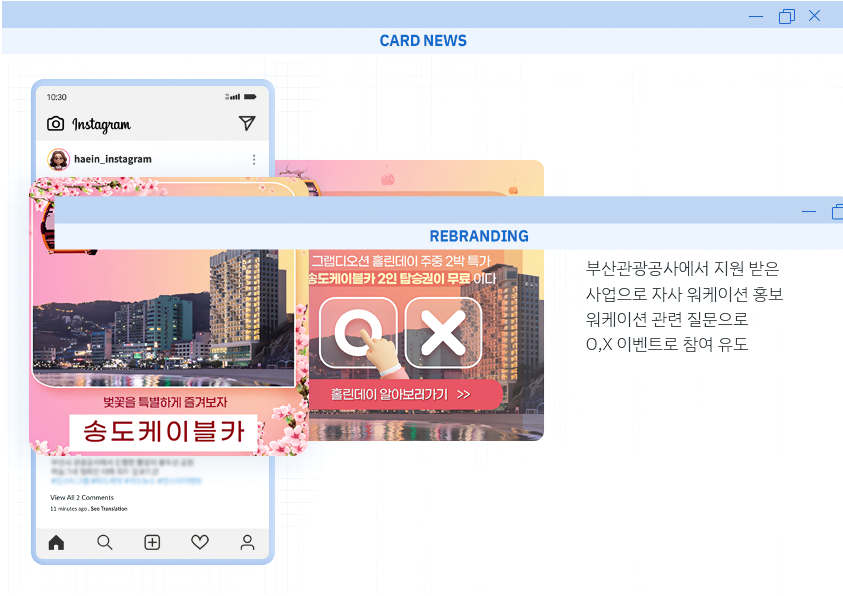 CARD NEWS
10:30
Instagram
haein_instagram
REBRANDING
그랩디오션 홀린데이 주중 2박 특가
송도케이블카 2인 탑승권이 무료 이다
O X
홀린데이 알아보러가기 >>
벚꽃을 특별하게 즐겨보자
송도케이블카
View All 2 Comments
11 minutes ago . See Translation
부산관광공사에서 지원 받은
사업으로 자사 워케이션 홍보
워케이션 관련 질문으로
O,X 이벤트로 참여 유도